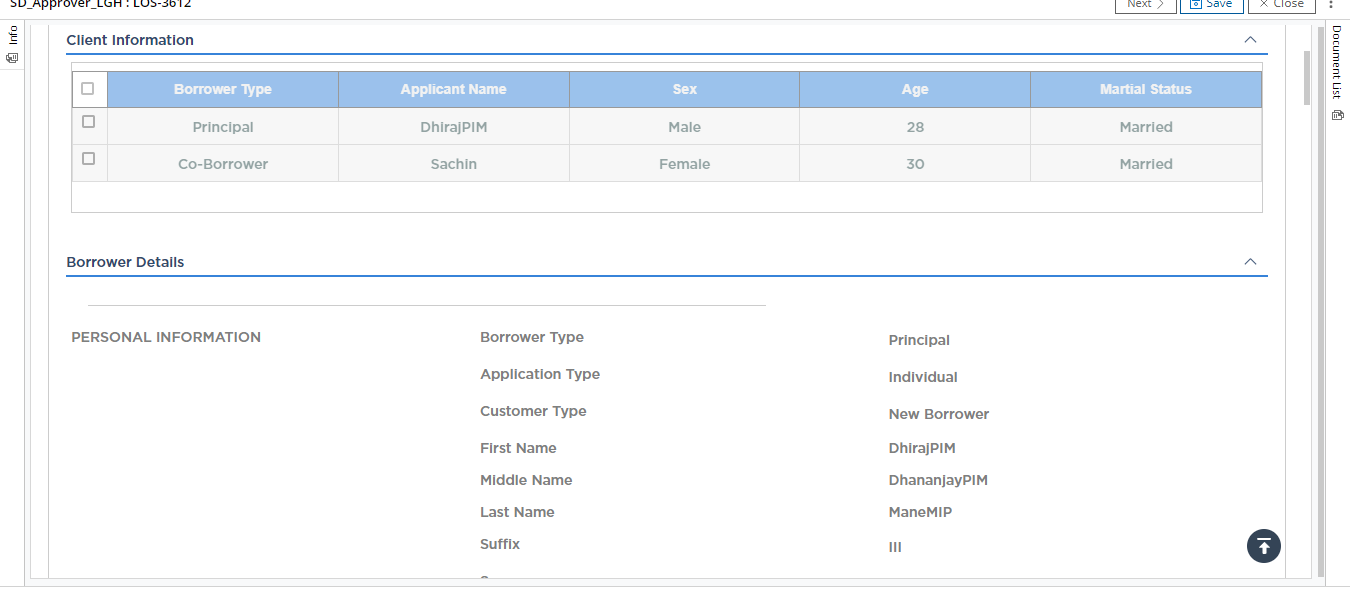 SD_Approver_LGH : LOS-3612
Next
Save
Close
Info
Document List
Client Information
Borrower Type Applicant Name Sex Age Martial Status
Principal DhirajPIM Male 28 Married
Co-Borrower Sachin Female 30 Married
Borrower Details
PERSONAL INFORMATION
Borrower Type Principal
Application Type Individual
Customer Type New Borrower
First Name DhirajPIM
Middle Name DhananjayPIM
Last Name ManeMIP
Suffix III